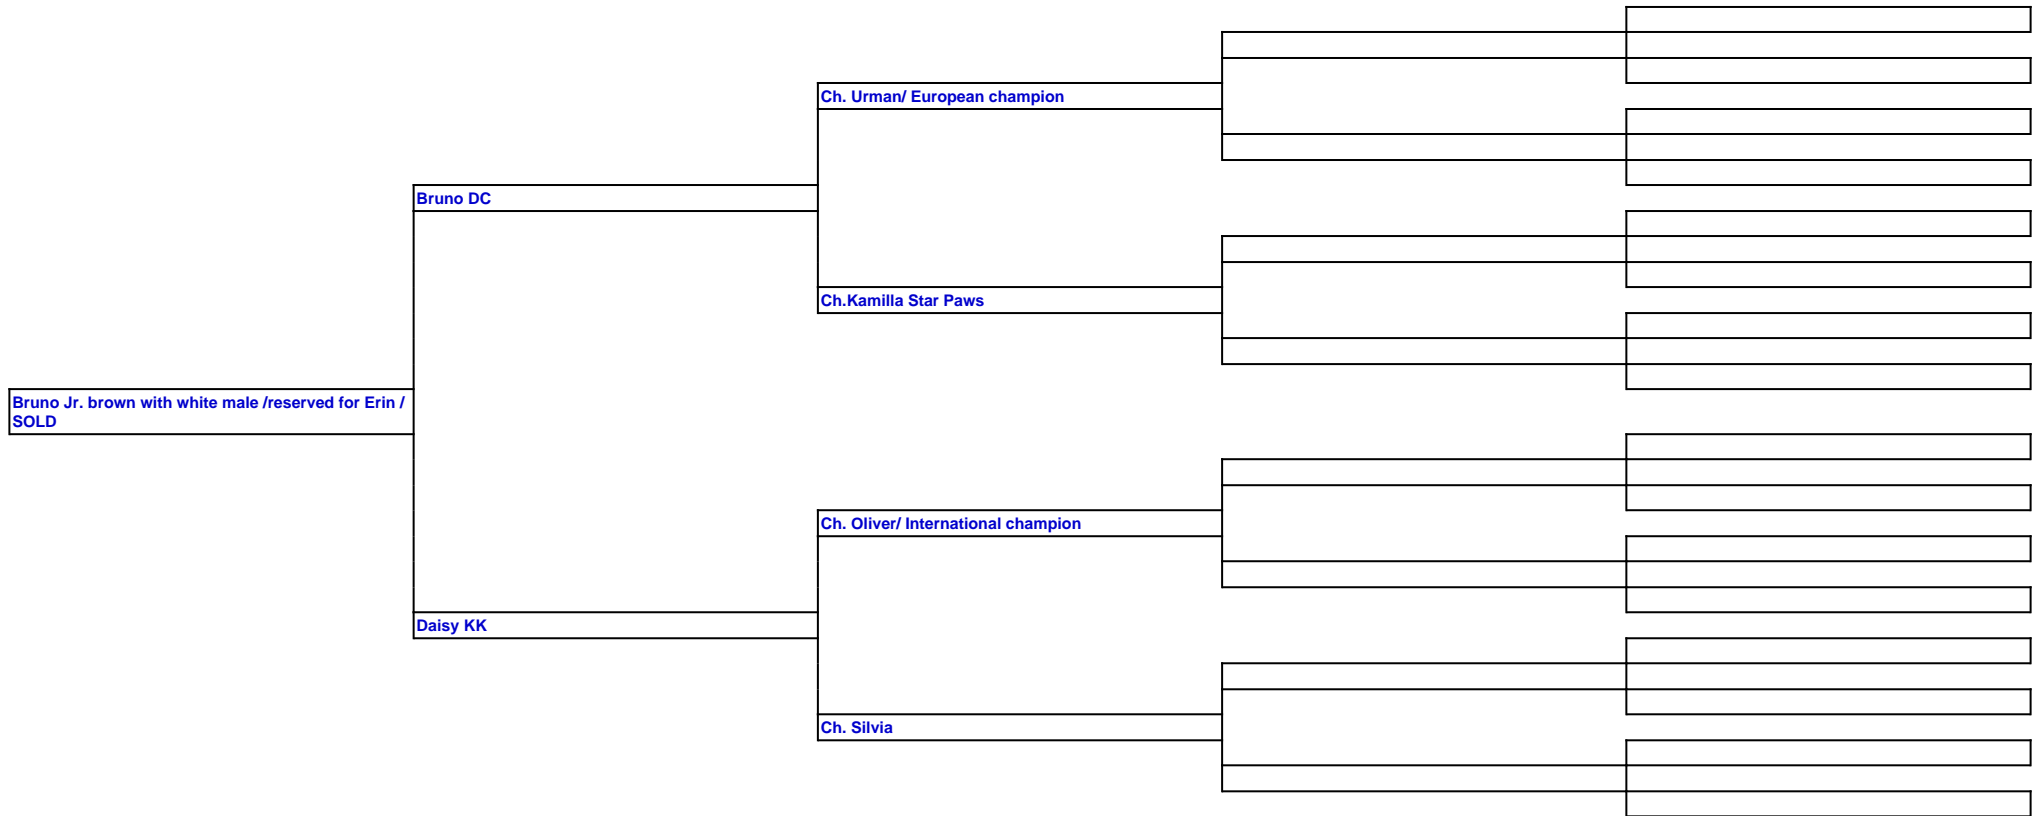 Ch. Urman/ European champion
Bruno DC
Ch.Kamilla Star Paws
Bruno Jr. brown with white male /reserved for Erin /
SOLD
Ch. Oliver/ International champion
Daisy KK
Ch. Silvia